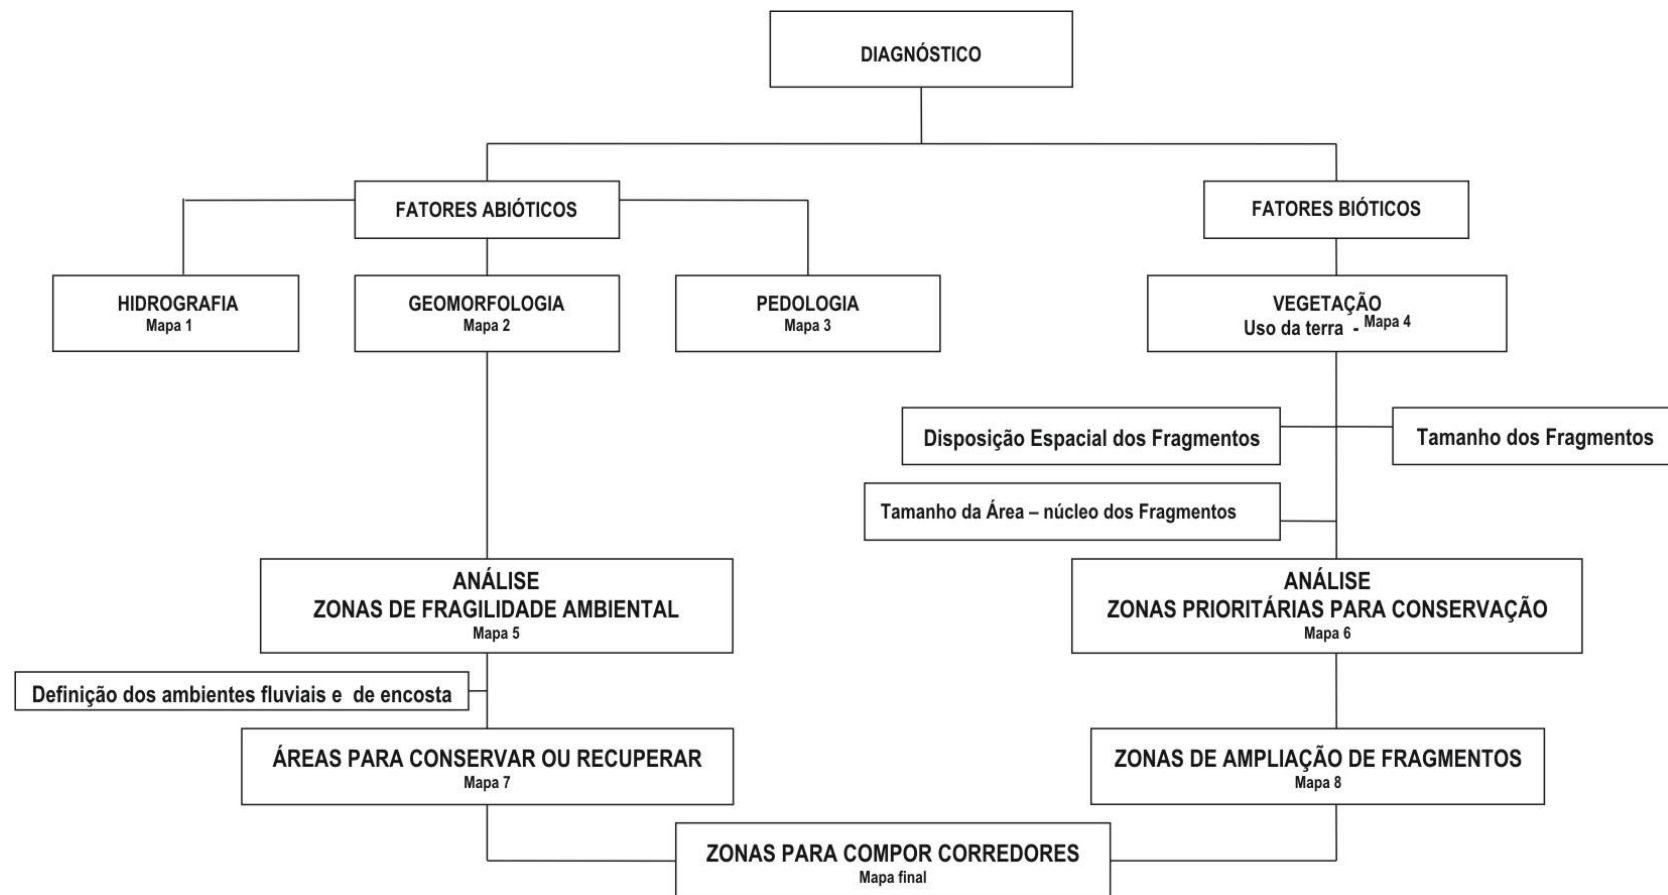 DIAGNÓSTICO
FATORES ABIÓTICOS
FATORES BIÓTICOS
HIDROGRAFIA
Mapa 1
GEOMORFOLOGIA
Mapa 2
PEDOLOGIA
Mapa 3
VEGETAÇÃO
Uso da terra - Mapa 4
Disposição Espacial dos Fragmentos
Tamanho dos Fragmentos
Tamanho da Área – núcleo dos Fragmentos
ANÁLISE
ZONAS DE FRAGILIDADE AMBIENTAL
Mapa 5
ANÁLISE
ZONAS PRIORITÁRIAS PARA CONSERVAÇÃO
Mapa 6
Definição dos ambientes fluviais e de encosta
ÁREAS PARA CONSERVAR OU RECUPERAR
Mapa 7
ZONAS DE AMPLIAÇÃO DE FRAGMENTOS
Mapa 8
ZONAS PARA COMPOR CORREDORES
Mapa final